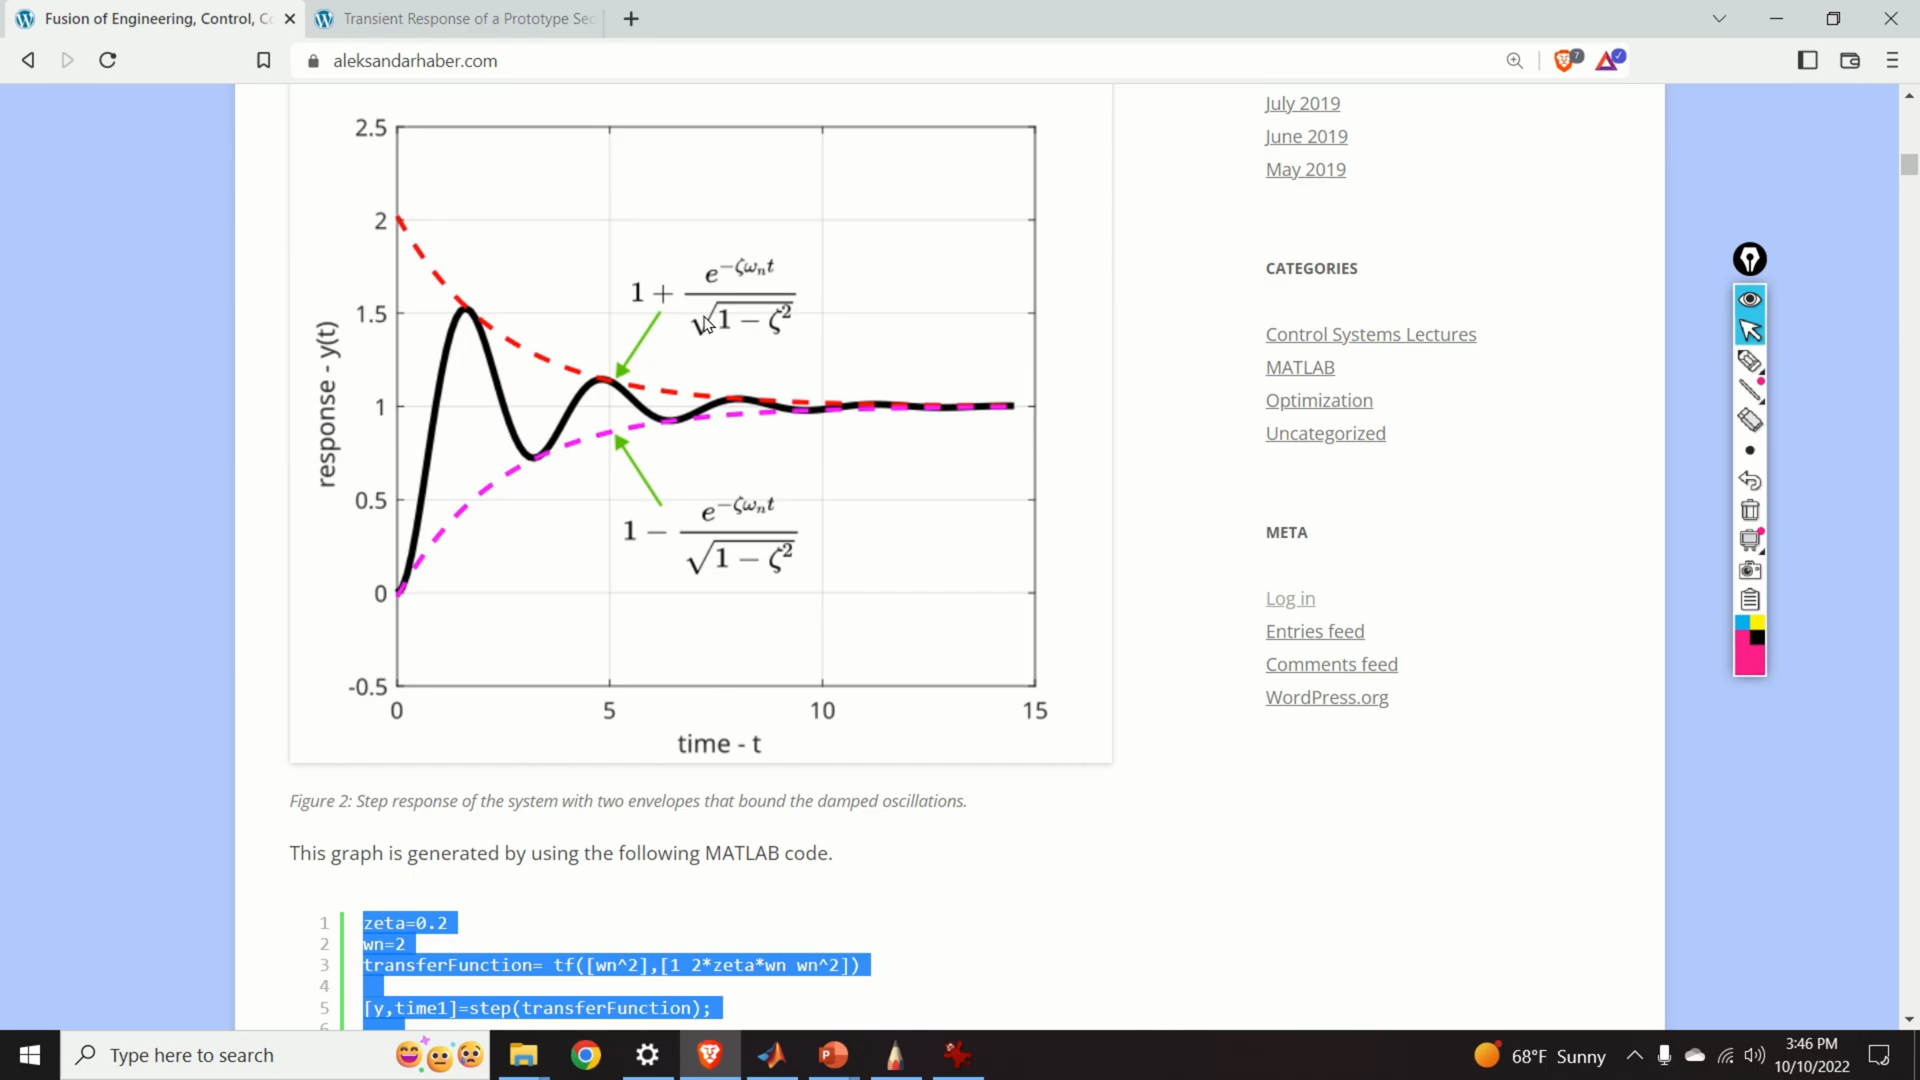 Fusion of Engineering, Control, Co
Transient Response of a Prototype Sec
aleksandarhaber.com
7
2.5
2
1.5
1
0.5
0
-0.5
0 5 10 15
response - y(t)
time - t
1 + e^{-ζω_n t} / √(1 − ζ²)
1 − e^{-ζω_n t} / √(1 − ζ²)
Figure 2: Step response of the system with two envelopes that bound the damped oscillations.
This graph is generated by using the following MATLAB code.
1 zeta=0.2
2 wn=2
3 transferFunction= tf([wn^2],[1 2*zeta*wn wn^2])
4
5 [y,time1]=step(transferFunction);
6
July 2019
June 2019
May 2019
CATEGORIES
Control Systems Lectures
MATLAB
Optimization
Uncategorized
META
Log in
Entries feed
Comments feed
WordPress.org
Type here to search
68°F Sunny
3:46 PM
10/10/2022